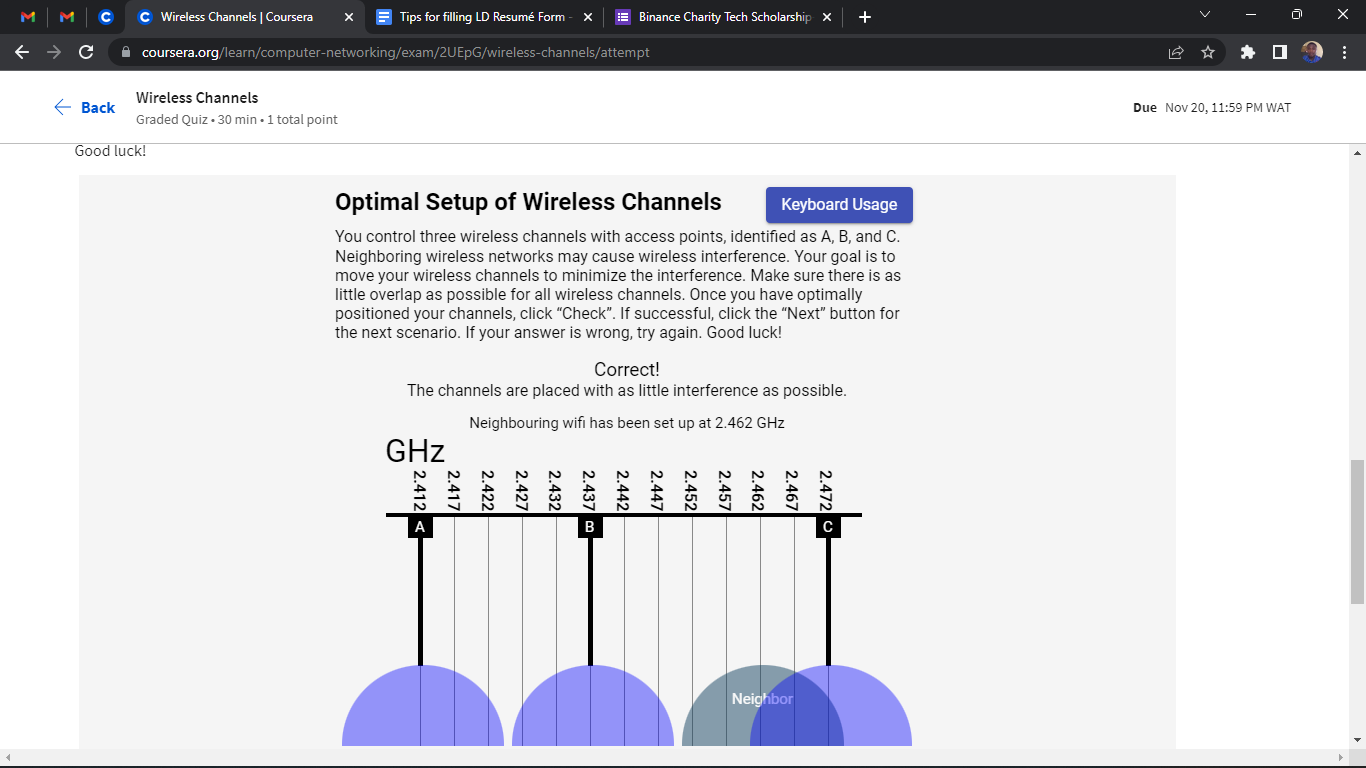 Wireless Channels | Coursera
Tips for filling LD Resumé Form -
Binance Charity Tech Scholarship
coursera.org/learn/computer-networking/exam/2UEpG/wireless-channels/attempt
Back
Wireless Channels
Graded Quiz • 30 min • 1 total point
Due Nov 20, 11:59 PM WAT
Good luck!
Optimal Setup of Wireless Channels
Keyboard Usage
You control three wireless channels with access points, identified as A, B, and C.
Neighboring wireless networks may cause wireless interference. Your goal is to
move your wireless channels to minimize the interference. Make sure there is as
little overlap as possible for all wireless channels. Once you have optimally
positioned your channels, click “Check”. If successful, click the “Next” button for
the next scenario. If your answer is wrong, try again. Good luck!
Correct!
The channels are placed with as little interference as possible.
Neighbouring wifi has been set up at 2.462 GHz
GHz
2.412 2.417 2.422 2.427 2.432 2.437 2.442 2.447 2.452 2.457 2.462 2.467 2.472
A B C
Neighbor